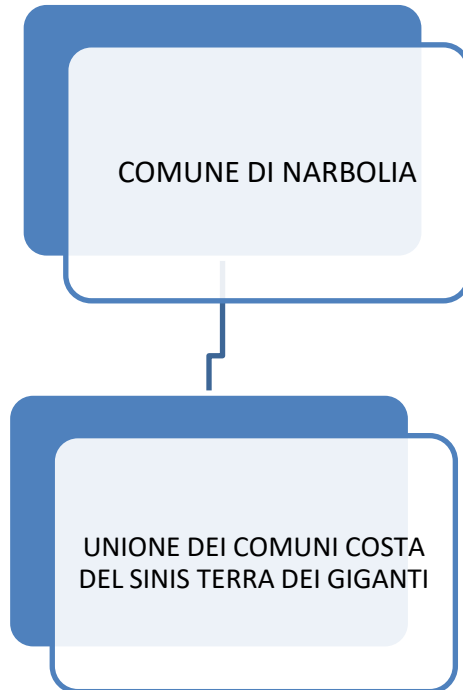 COMUNE DI NARBOLIA
UNIONE DEI COMUNI COSTA
DEL SINIS TERRA DEI GIGANTI